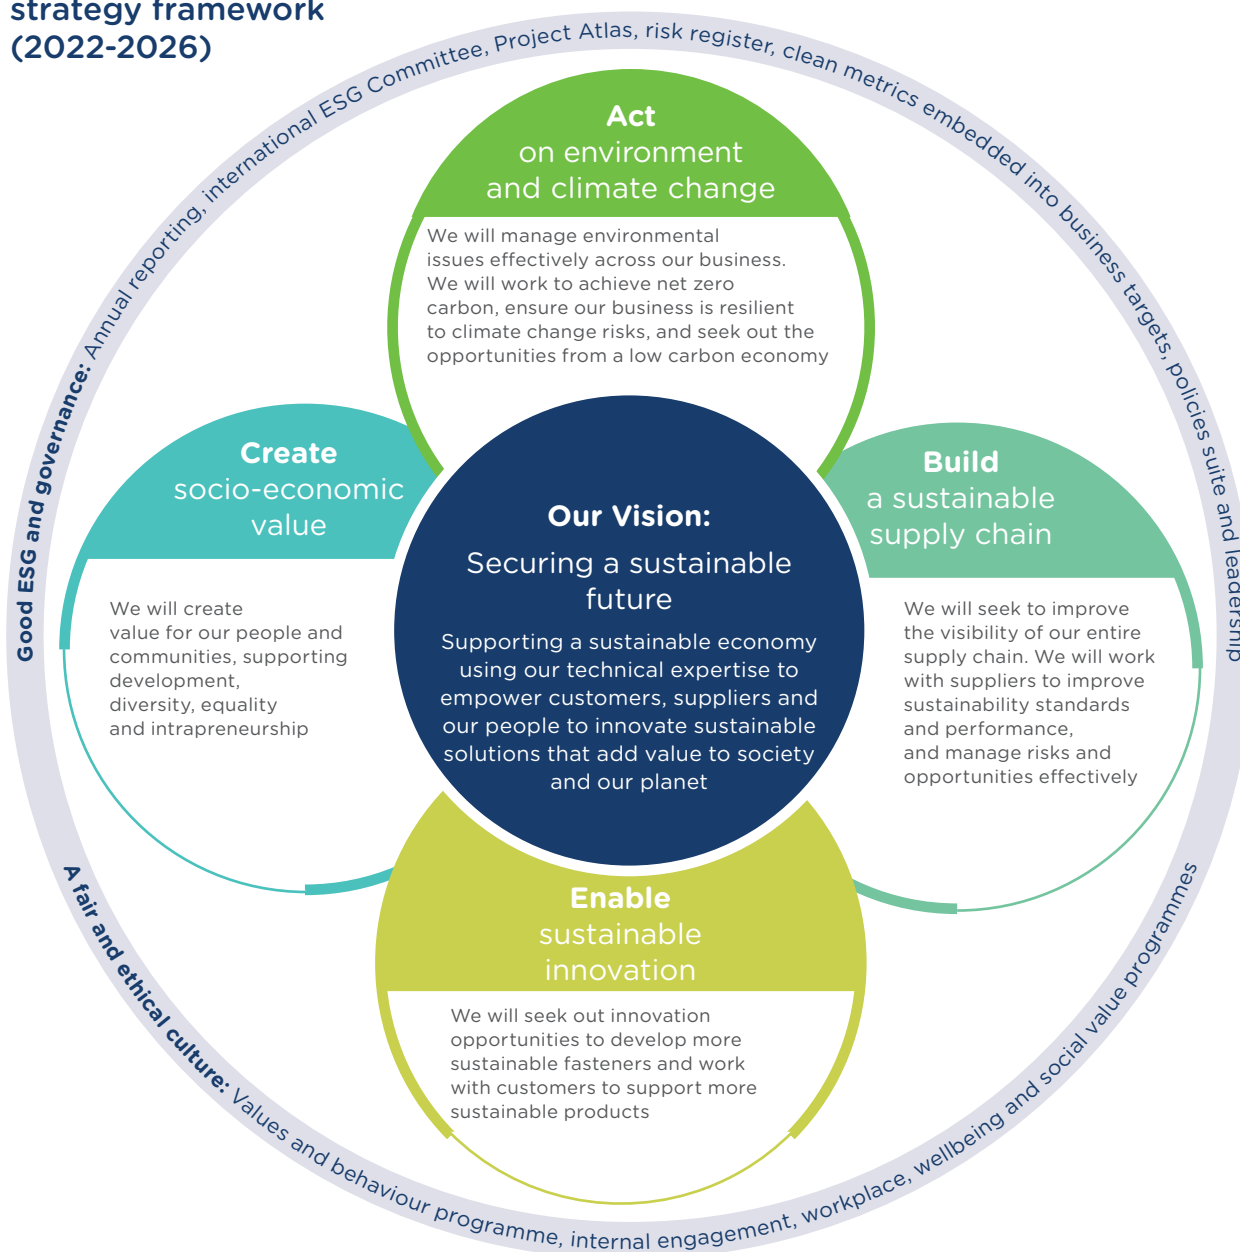 strategy framework
(2022-2026)
Good ESG and governance: Annual reporting, international ESG Committee, Project Atlas, risk register, clean metrics embedded into business targets, policies suite and leadership
Act
on environment
and climate change
We will manage environmental
issues effectively across our business.
We will work to achieve net zero
carbon, ensure our business is resilient
to climate change risks, and seek out the
opportunities from a low carbon economy
Create
socio-economic
value
We will create
value for our people and
communities, supporting
development,
diversity, equality
and intrapreneurship
Our Vision:
Securing a sustainable
future
Supporting a sustainable economy
using our technical expertise to
empower customers, suppliers and
our people to innovate sustainable
solutions that add value to society
and our planet
Build
a sustainable
supply chain
We will seek to improve
the visibility of our entire
supply chain. We will work
with suppliers to improve
sustainability standards
and performance,
and manage risks and
opportunities effectively
Enable
sustainable
innovation
We will seek out innovation
opportunities to develop more
sustainable fasteners and work
with customers to support more
sustainable products
A fair and ethical culture: Values and behaviour programme, internal engagement, workplace, wellbeing and social value programmes